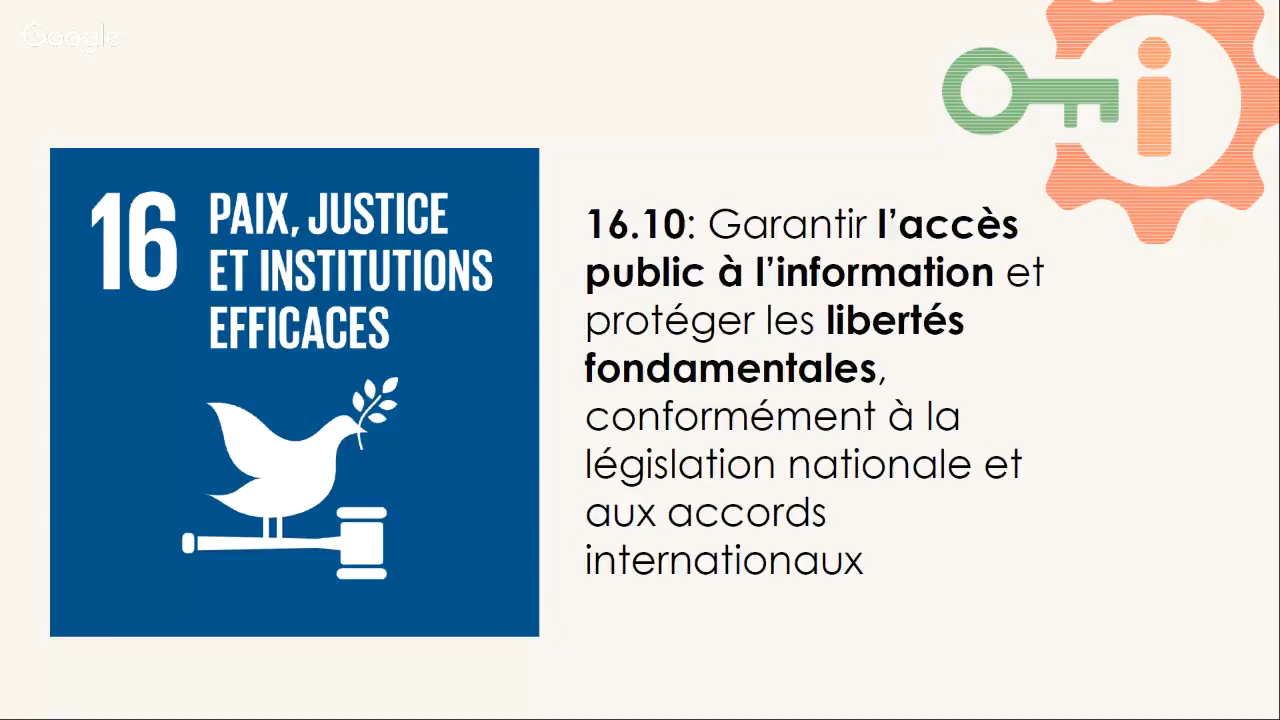 Google
16
PAIX, JUSTICE
ET INSTITUTIONS
EFFICACES
16.10: Garantir l’accès
public à l’information et
protéger les libertés
fondamentales,
conformément à la
législation nationale et
aux accords
internationaux